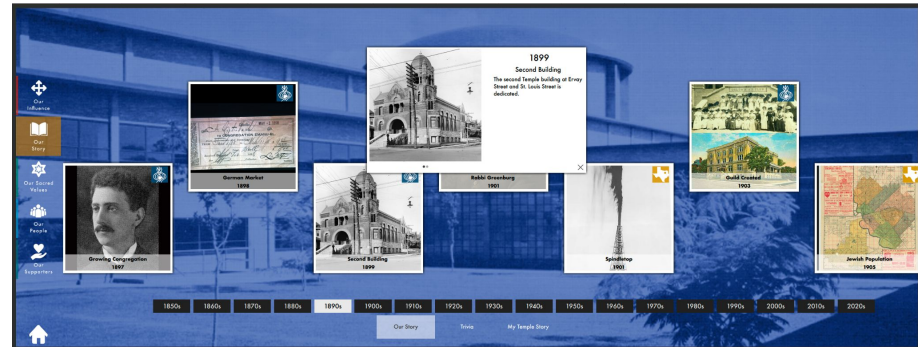 Our
Influence
Our
Story
Our Sacred
Values
Our
People
Our
Supporters
1899
Second Building
The second Temple building at Ervay
Street and St. Louis Street is
dedicated.
German Market
1898
Growing Congregation
1897
Second Building
1899
Rabbi Greenburg
1901
Spindletop
1901
Guild Created
1903
Jewish Population
1905
1850s 1860s 1870s 1880s 1890s 1900s 1910s 1920s 1930s 1940s 1950s 1960s 1970s 1980s 1990s 2000s 2010s 2020s
Our Story Trivia My Temple Story